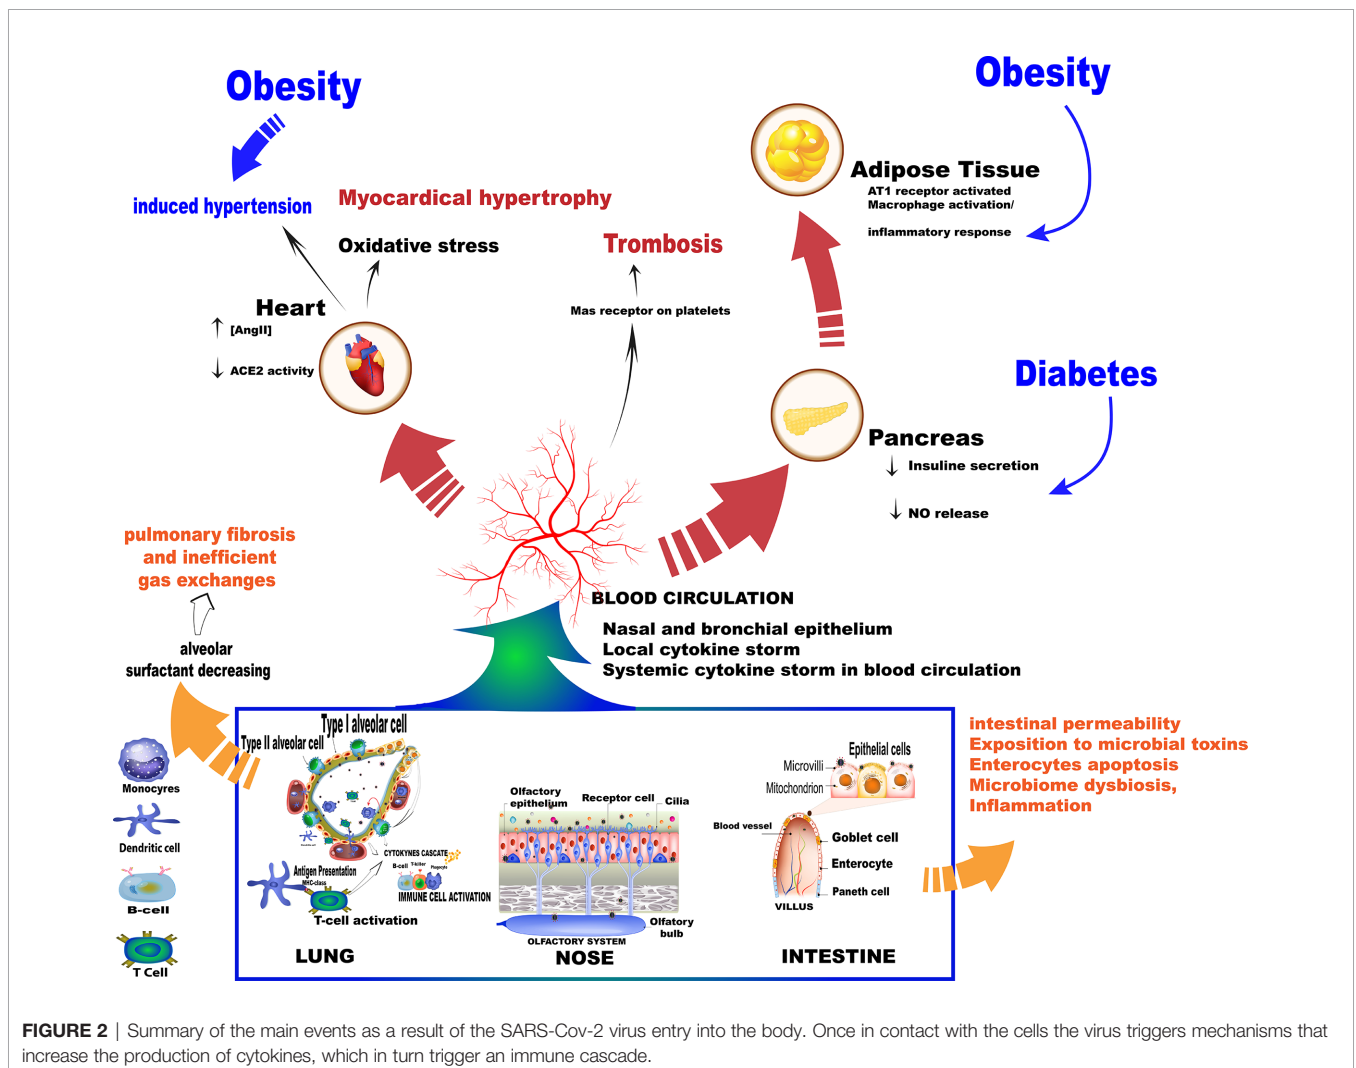 Obesity
induced hypertension
Myocardical hypertrophy
Oxidative stress
Heart
[AngII]
ACE2 activity
Trombosis
Mas receptor on platelets
Obesity
Adipose Tissue
AT1 receptor activated
Macrophage activation/
inflammatory response
Diabetes
Pancreas
Insuline secretion
NO release
pulmonary fibrosis
and inefficient
gas exchanges
alveolar
surfactant decreasing
BLOOD CIRCULATION
Nasal and bronchial epithelium
Local cytokine storm
Systemic cytokine storm in blood circulation
Monocyres
Dendritic cell
B-cell
T Cell
Type I alveolar cell
Type II alveolar cell
CYTOKYNES CASCATE
Antigen Presentation
MHC-class
B-cell
T-killer
Phagocyte
IMMUNE CELL ACTIVATION
T-cell activation
LUNG
Olfactory
epithelium
Receptor cell
Cilia
Olfatory
bulb
OLFACTORY SYSTEM
NOSE
Epithelial cells
Microvilli
Mitochondrion
Blood vessel
Goblet cell
Enterocyte
Paneth cell
VILLUS
INTESTINE
intestinal permeability
Exposition to microbial toxins
Enterocytes apoptosis
Microbiome dysbiosis,
Inflammation
FIGURE 2 | Summary of the main events as a result of the SARS-Cov-2 virus entry into the body. Once in contact with the cells the virus triggers mechanisms that
increase the production of cytokines, which in turn trigger an immune cascade.